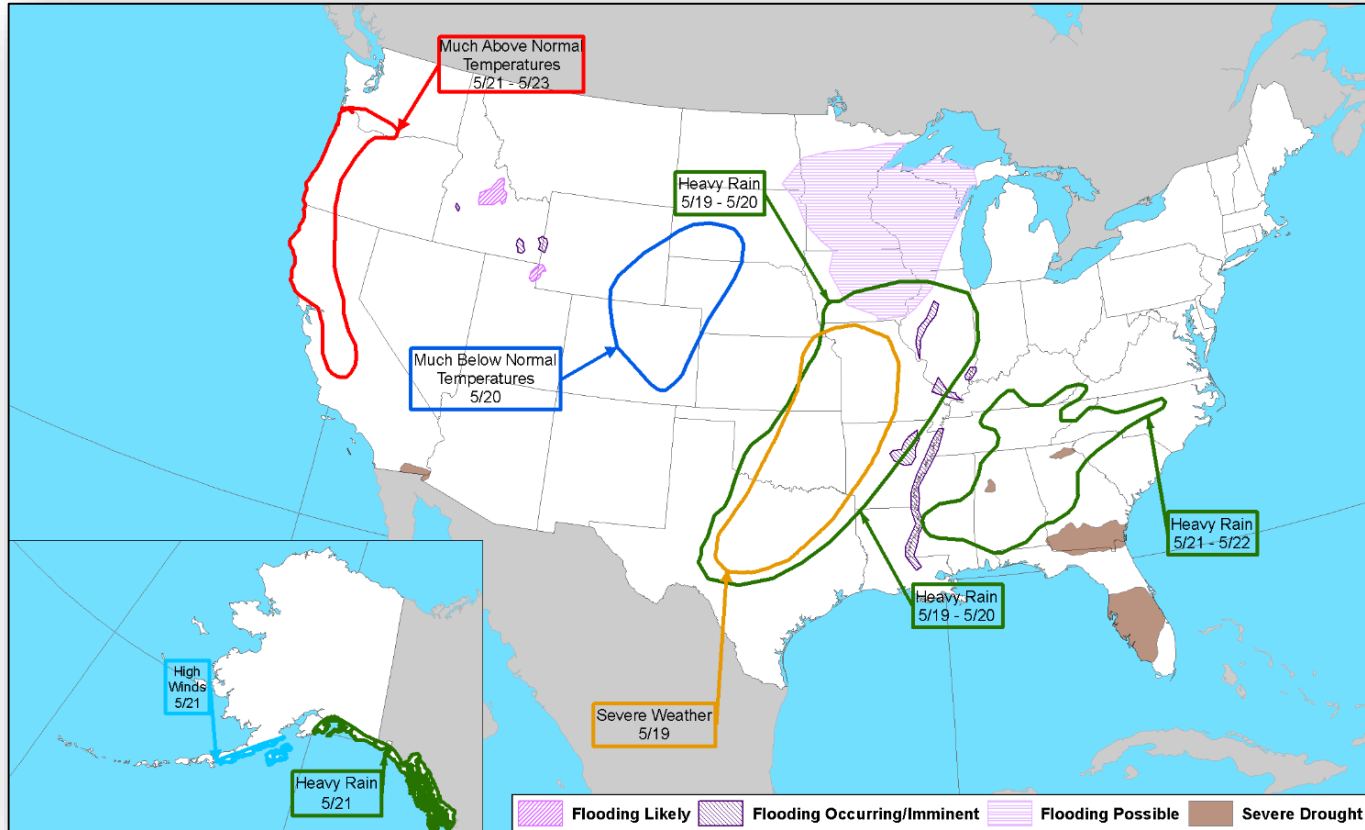 Much Above Normal
Temperatures
5/21 - 5/23
Heavy Rain
5/19 - 5/20
Much Below Normal
Temperatures
5/20
Heavy Rain
5/21 - 5/22
Heavy Rain
5/19 - 5/20
High
Winds
5/21
Severe Weather
5/19
Heavy Rain
5/21
Flooding Likely
Flooding Occurring/Imminent
Flooding Possible
Severe Drought